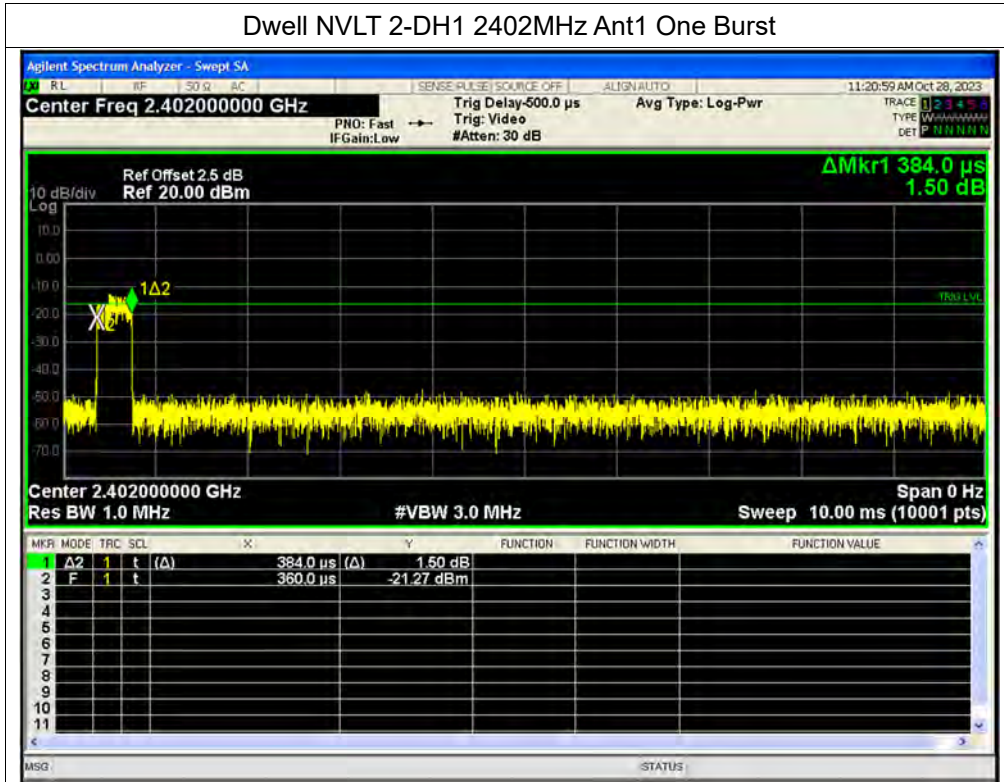 Dwell NVLT 2-DH1 2402MHz Ant1 One Burst
Agilent Spectrum Analyzer - Swept SA
LXI RL RF 50 Ω AC SENSE:PULSE SOURCE OFF ALIGN AUTO 11:20:59 AM Oct 28, 2023
Center Freq 2.402000000 GHz Trig Delay-500.0 µs Avg Type: Log-Pwr TRACE 1 2 3 4 5 6
PNO: Fast Trig: Video TYPE W
IFGain:Low #Atten: 30 dB DET P N N N N N
ΔMkr1 384.0 µs
1.50 dB
Ref Offset 2.5 dB
10 dB/div Ref 20.00 dBm
Log
10.0
0.00
-10.0
1Δ2
TRIG LVL
-20.0
-30.0
-40.0
-50.0
-60.0
-70.0
Center 2.402000000 GHz Span 0 Hz
Res BW 1.0 MHz #VBW 3.0 MHz Sweep 10.00 ms (10001 pts)
MKR MODE TRC SCL X Y FUNCTION FUNCTION WIDTH FUNCTION VALUE
1 Δ2 1 t (Δ) 384.0 µs (Δ) 1.50 dB
2 F 1 t 360.0 µs -21.27 dBm
3
4
5
6
7
8
9
10
11
MSG STATUS